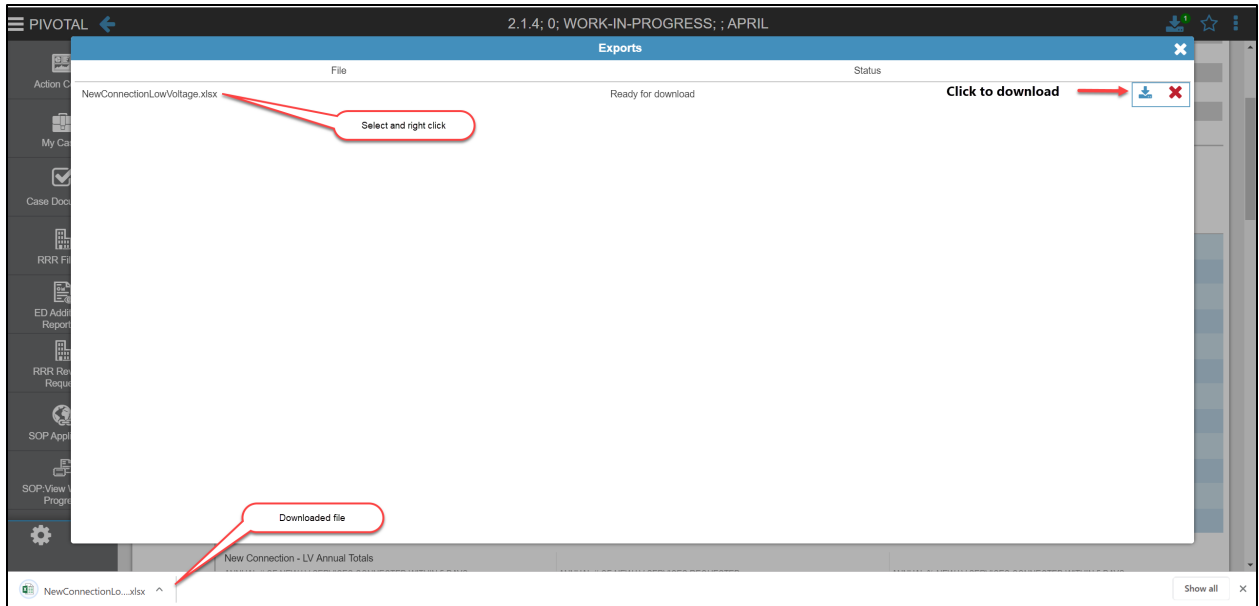 PIVOTAL
2.1.4; 0; WORK-IN-PROGRESS; ; APRIL
1
Exports
File
Status
NewConnectionLowVoltage.xlsx
Ready for download
Click to download
Select and right click
Action C
My Ca
Case Docu
RRR Fil
ED Addit
Report
RRR Rev
Reque
SOP Appl
SOP:View
Progre
Downloaded file
New Connection - LV Annual Totals
NewConnectionLo....xlsx
Show all